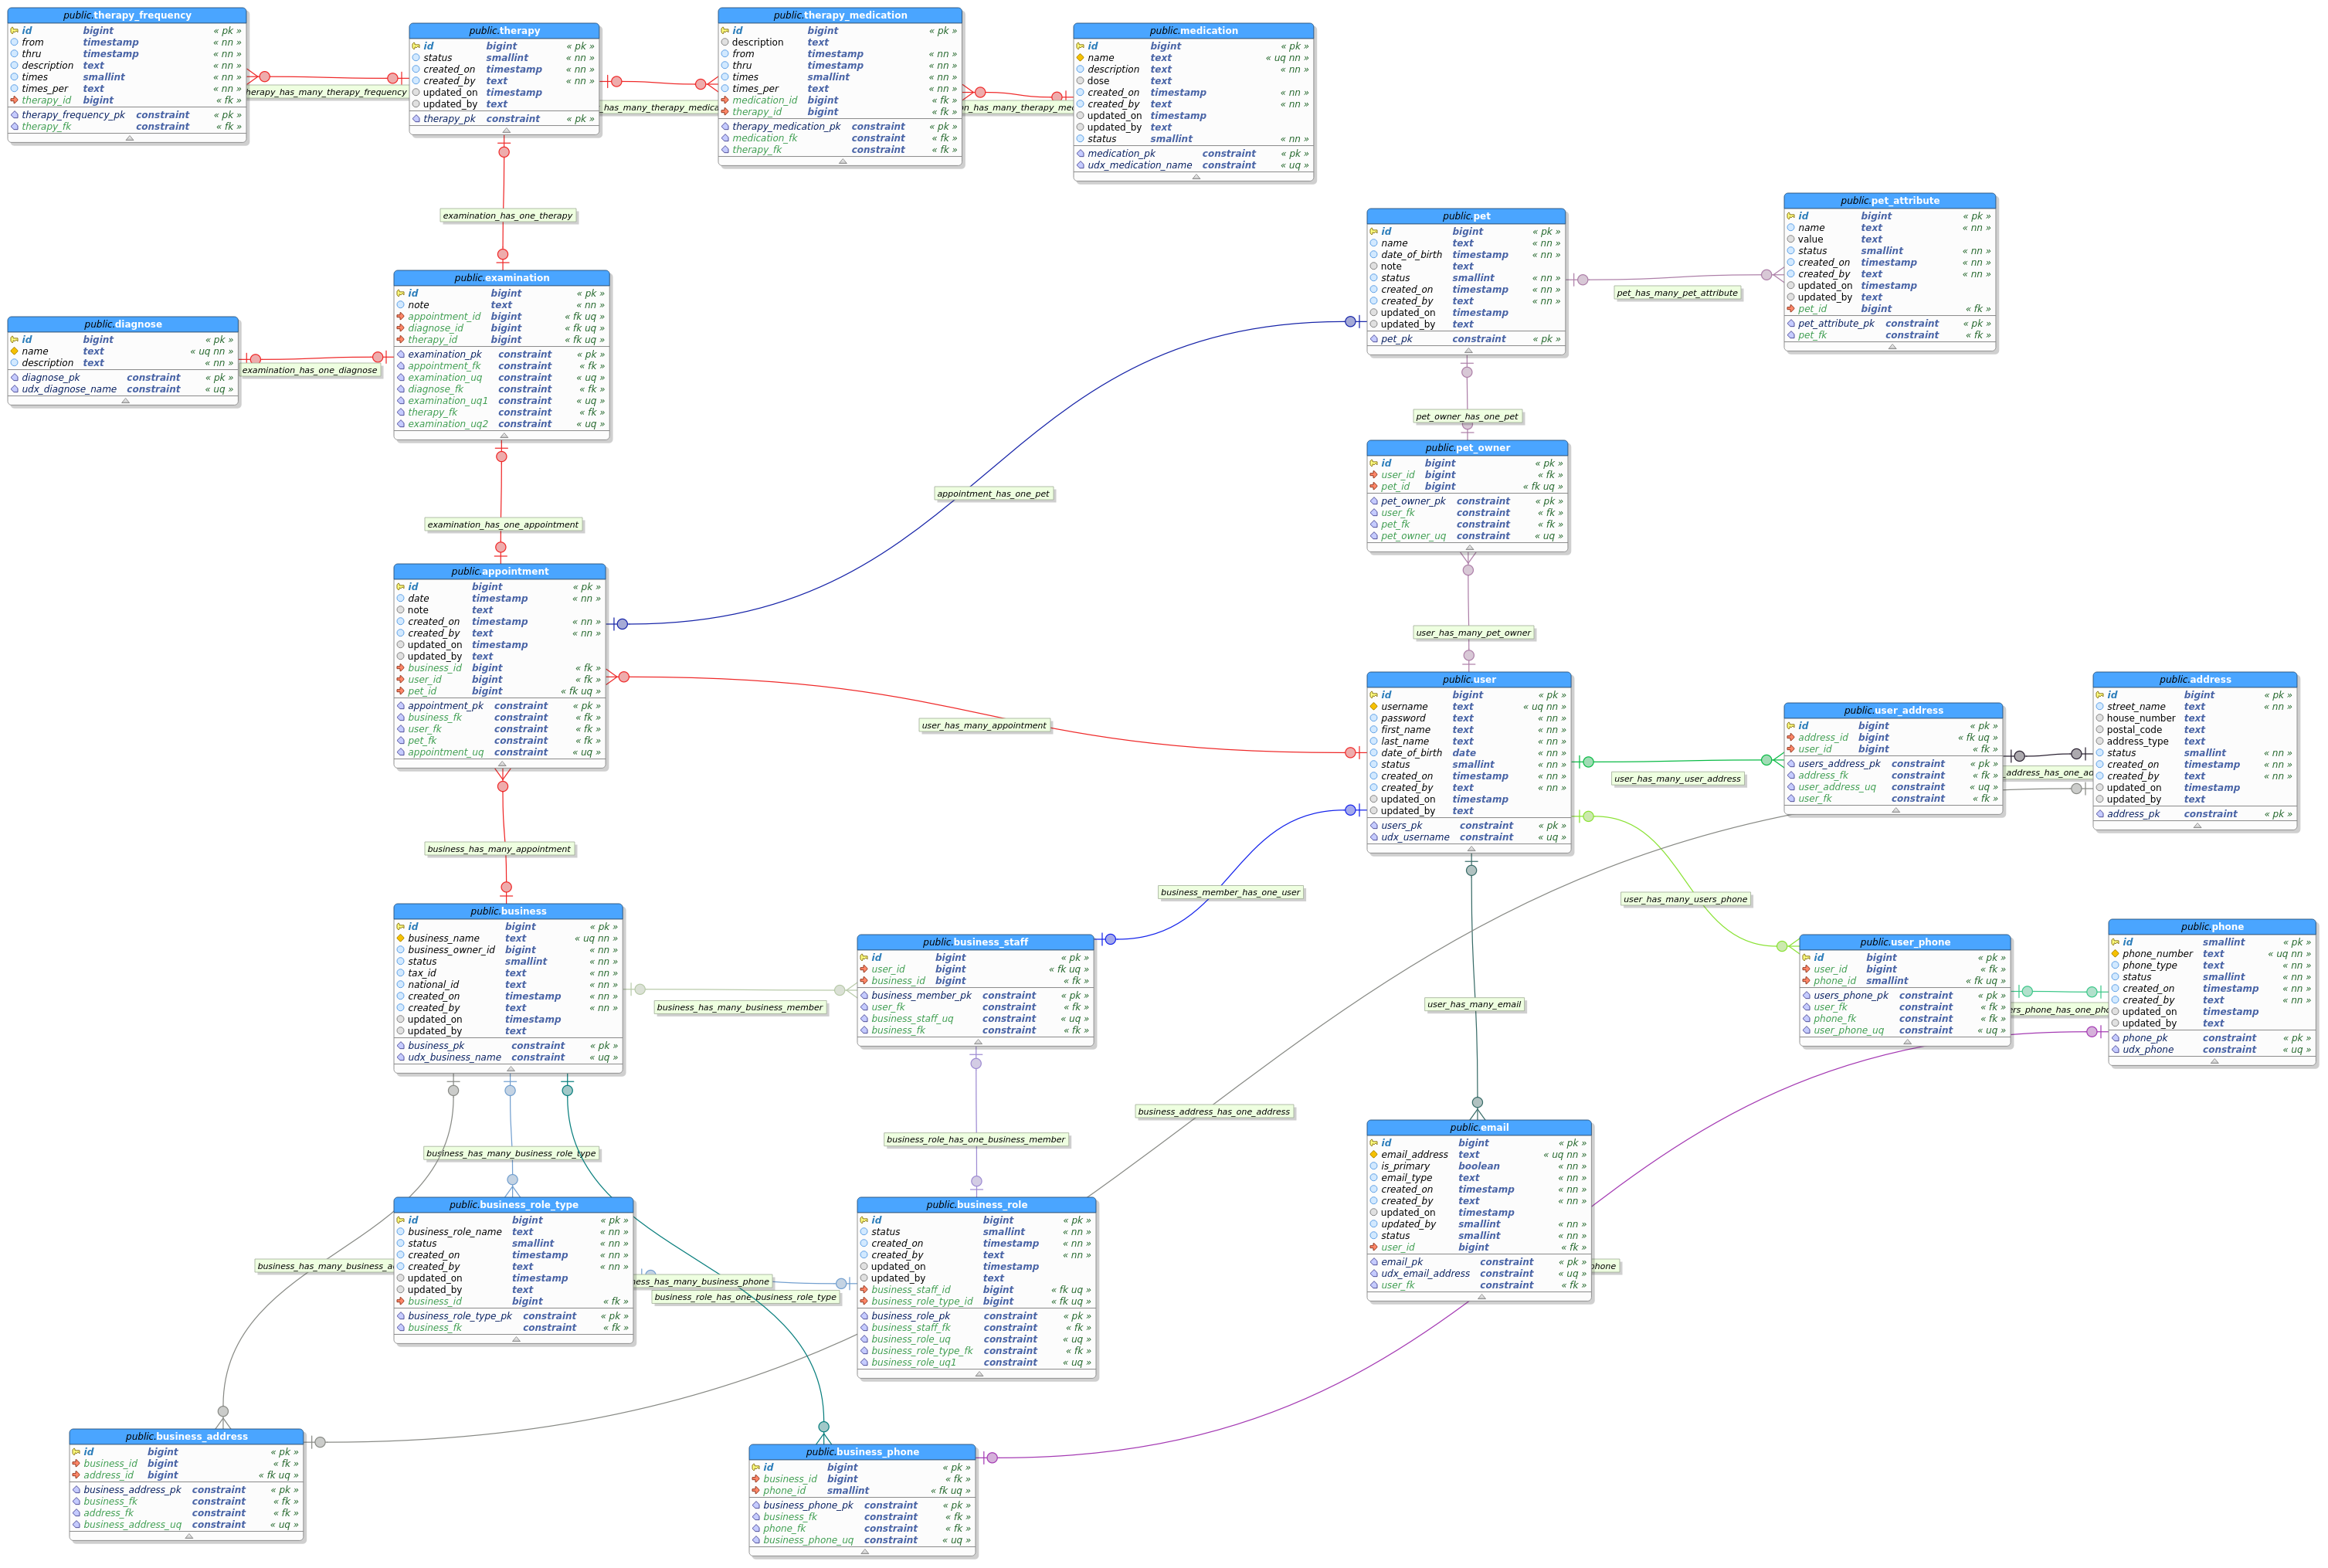 public.therapy_frequency
id bigint « pk »
from timestamp « nn »
thru timestamp « nn »
description text « nn »
times smallint « nn »
times_per text « nn »
therapy_id bigint « fk »
therapy_frequency_pk constraint « pk »
therapy_fk constraint « fk »
herapy_has_many_therapy_frequency
public.therapy
id bigint « pk »
status smallint « nn »
created_on timestamp « nn »
created_by text « nn »
updated_on timestamp
updated_by text
therapy_pk constraint « pk »
_has_many_therapy_medica
public.therapy_medication
id bigint « pk »
description text
from timestamp « nn »
thru timestamp « nn »
times smallint « nn »
times_per text « nn »
medication_id bigint « fk »
therapy_id bigint « fk »
therapy_medication_pk constraint « pk »
medication_fk constraint « fk »
therapy_fk constraint « fk »
on_has_many_therapy_med
public.medication
id bigint « pk »
name text « uq nn »
description text « nn »
dose text
created_on timestamp « nn »
created_by text « nn »
updated_on timestamp
updated_by text
status smallint « nn »
medication_pk constraint « pk »
udx_medication_name constraint « uq »
examination_has_one_therapy
public.pet
id bigint « pk »
name text « nn »
date_of_birth timestamp « nn »
note text
status smallint « nn »
created_on timestamp « nn »
created_by text « nn »
updated_on timestamp
updated_by text
pet_pk constraint « pk »
pet_has_many_pet_attribute
public.pet_attribute
id bigint « pk »
name text « nn »
value text
status smallint « nn »
created_on timestamp « nn »
created_by text « nn »
updated_on timestamp
updated_by text
pet_id bigint « fk »
pet_attribute_pk constraint « pk »
pet_fk constraint « fk »
public.diagnose
id bigint « pk »
name text « uq nn »
description text « nn »
diagnose_pk constraint « pk »
udx_diagnose_name constraint « uq »
examination_has_one_diagnose
public.examination
id bigint « pk »
note text « nn »
appointment_id bigint « fk uq »
diagnose_id bigint « fk uq »
therapy_id bigint « fk uq »
examination_pk constraint « pk »
appointment_fk constraint « fk »
examination_uq constraint « uq »
diagnose_fk constraint « fk »
examination_uq1 constraint « uq »
therapy_fk constraint « fk »
examination_uq2 constraint « uq »
pet_owner_has_one_pet
public.pet_owner
id bigint « pk »
user_id bigint « fk »
pet_id bigint « fk uq »
pet_owner_pk constraint « pk »
user_fk constraint « fk »
pet_fk constraint « fk »
pet_owner_uq constraint « uq »
appointment_has_one_pet
examination_has_one_appointment
public.appointment
id bigint « pk »
date timestamp « nn »
note text
created_on timestamp « nn »
created_by text « nn »
updated_on timestamp
updated_by text
business_id bigint « fk »
user_id bigint « fk »
pet_id bigint « fk uq »
appointment_pk constraint « pk »
business_fk constraint « fk »
user_fk constraint « fk »
pet_fk constraint « fk »
appointment_uq constraint « uq »
user_has_many_pet_owner
user_has_many_appointment
public.user
id bigint « pk »
username text « uq nn »
password text « nn »
first_name text « nn »
last_name text « nn »
date_of_birth date « nn »
status smallint « nn »
created_on timestamp « nn »
created_by text « nn »
updated_on timestamp
updated_by text
users_pk constraint « pk »
udx_username constraint « uq »
user_has_many_user_address
public.user_address
id bigint « pk »
address_id bigint « fk uq »
user_id bigint « fk »
users_address_pk constraint « pk »
address_fk constraint « fk »
user_address_uq constraint « uq »
user_fk constraint « fk »
_address_has_one_ad
public.address
id bigint « pk »
street_name text « nn »
house_number text
postal_code text
address_type text
status smallint « nn »
created_on timestamp « nn »
created_by text « nn »
updated_on timestamp
updated_by text
address_pk constraint « pk »
business_has_many_appointment
business_member_has_one_user
user_has_many_users_phone
public.business
id bigint « pk »
business_name text « uq nn »
business_owner_id bigint « nn »
status smallint « nn »
tax_id text « nn »
national_id text « nn »
created_on timestamp « nn »
created_by text « nn »
updated_on timestamp
updated_by text
business_pk constraint « pk »
udx_business_name constraint « uq »
business_has_many_business_member
public.business_staff
id bigint « pk »
user_id bigint « fk uq »
business_id bigint « fk »
business_member_pk constraint « pk »
user_fk constraint « fk »
business_staff_uq constraint « uq »
business_fk constraint « fk »
user_has_many_email
public.user_phone
id bigint « pk »
user_id bigint « fk »
phone_id smallint « fk uq »
users_phone_pk constraint « pk »
user_fk constraint « fk »
phone_fk constraint « fk »
user_phone_uq constraint « uq »
ers_phone_has_one_pho
public.phone
id smallint « pk »
phone_number text « uq nn »
phone_type text « nn »
status smallint « nn »
created_on timestamp « nn »
created_by text « nn »
updated_on timestamp
updated_by text
phone_pk constraint « pk »
udx_phone constraint « uq »
business_address_has_one_address
business_role_has_one_business_member
business_has_many_business_role_type
public.business_role_type
id bigint « pk »
business_role_name text « nn »
status smallint « nn »
created_on timestamp « nn »
created_by text « nn »
updated_on timestamp
updated_by text
business_id bigint « fk »
business_role_type_pk constraint « pk »
business_fk constraint « fk »
business_has_many_business_a
ness_has_many_business_phone
business_role_has_one_business_role_type
public.business_role
id bigint « pk »
status smallint « nn »
created_on timestamp « nn »
created_by text « nn »
updated_on timestamp
updated_by text
business_staff_id bigint « fk uq »
business_role_type_id bigint « fk uq »
business_role_pk constraint « pk »
business_staff_fk constraint « fk »
business_role_uq constraint « uq »
business_role_type_fk constraint « fk »
business_role_uq1 constraint « uq »
public.email
id bigint « pk »
email_address text « uq nn »
is_primary boolean « nn »
email_type text « nn »
created_on timestamp « nn »
created_by text « nn »
updated_on timestamp
updated_by smallint « nn »
status smallint « nn »
user_id bigint « fk »
email_pk constraint « pk »
udx_email_address constraint « uq »
user_fk constraint « fk »
phone
public.business_address
id bigint « pk »
business_id bigint « fk »
address_id bigint « fk uq »
business_address_pk constraint « pk »
business_fk constraint « fk »
address_fk constraint « fk »
business_address_uq constraint « uq »
public.business_phone
id bigint « pk »
business_id bigint « fk »
phone_id smallint « fk uq »
business_phone_pk constraint « pk »
business_fk constraint « fk »
phone_fk constraint « fk »
business_phone_uq constraint « uq »